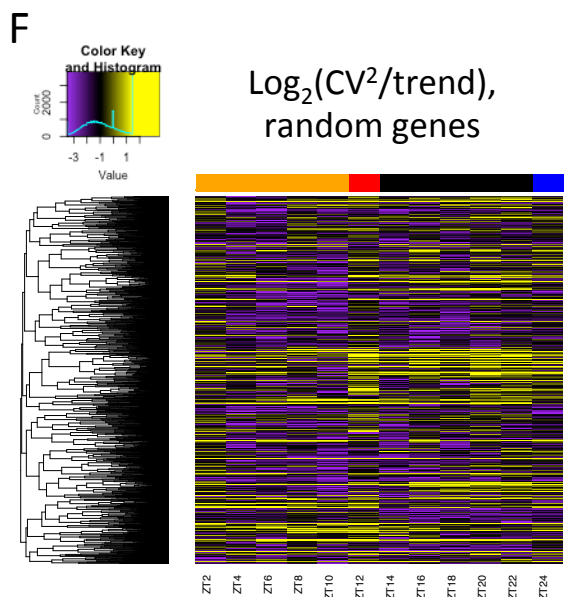 F
Color Key
and Histogram
Count
0 2000
-3 -1 1
Value
Log2(CV2/trend),
random genes
ZT2 ZT4 ZT6 ZT8 ZT10 ZT12 ZT14 ZT16 ZT18 ZT20 ZT22 ZT24